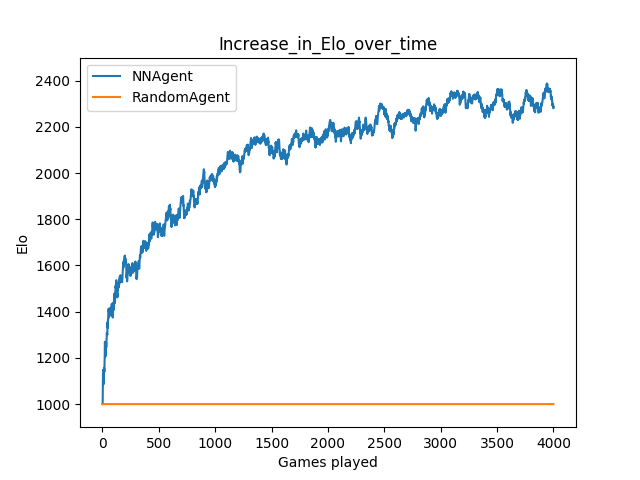 Increase_in_Elo_over_time
NNAgent
RandomAgent
2400
2200
2000
1800
1600
1400
1200
1000
Elo
0 500 1000 1500 2000 2500 3000 3500 4000
Games played